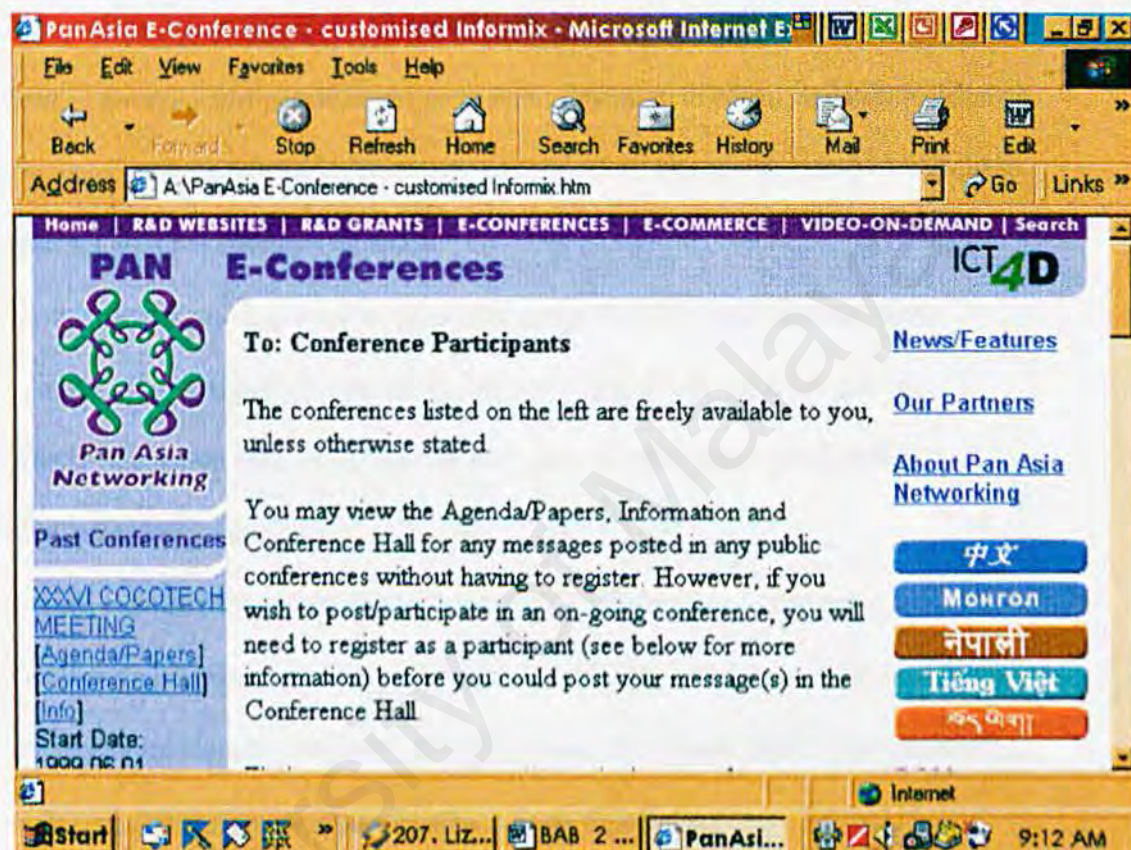 PanAsia E-Conference - customised Informix - Microsoft Internet E
File Edit View Favorites Tools Help
Back Forward Stop Refresh Home Search Favorites History Mail Print Edit
Address A:\PanAsia E-Conference - customised Informix.htm Go Links »
Home | R&D WEBSITES | R&D GRANTS | E-CONFERENCES | E-COMMERCE | VIDEO-ON-DEMAND | Search
PAN E-Conferences ICT4D
Pan Asia
Networking
Past Conferences
XXXVI COCOTECH
MEETING
[Agenda/Papers]
[Conference Hall]
[Info]
Start Date:
1999 06 01
To: Conference Participants
The conferences listed on the left are freely available to you,
unless otherwise stated.
You may view the Agenda/Papers, Information and
Conference Hall for any messages posted in any public
conferences without having to register. However, if you
wish to post/participate in an on-going conference, you will
need to register as a participant (see below for more
information) before you could post your message(s) in the
Conference Hall.
News/Features
Our Partners
About Pan Asia
Networking
中文
Монгол
नेपाली
Tiếng Việt
Internet
Start » 207. Liz... BAB 2 ... PanAsi... 9:12 AM
University of Malaya